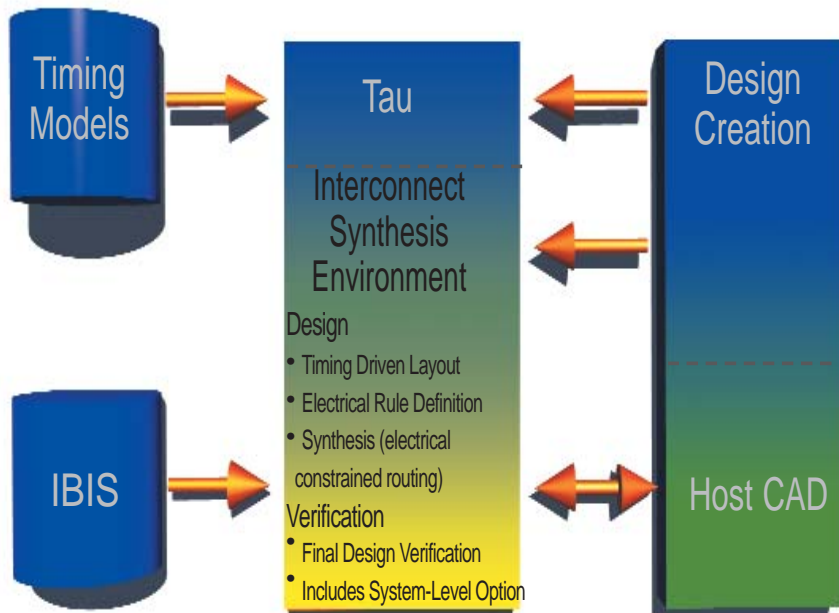 Timing
Models
Tau
Design
Creation
Interconnect
Synthesis
Environment
Design
• Timing Driven Layout
• Electrical Rule Definition
• Synthesis (electrical
constrained routing)
Verification
• Final Design Verification
• Includes System-Level Option
IBIS
Host CAD